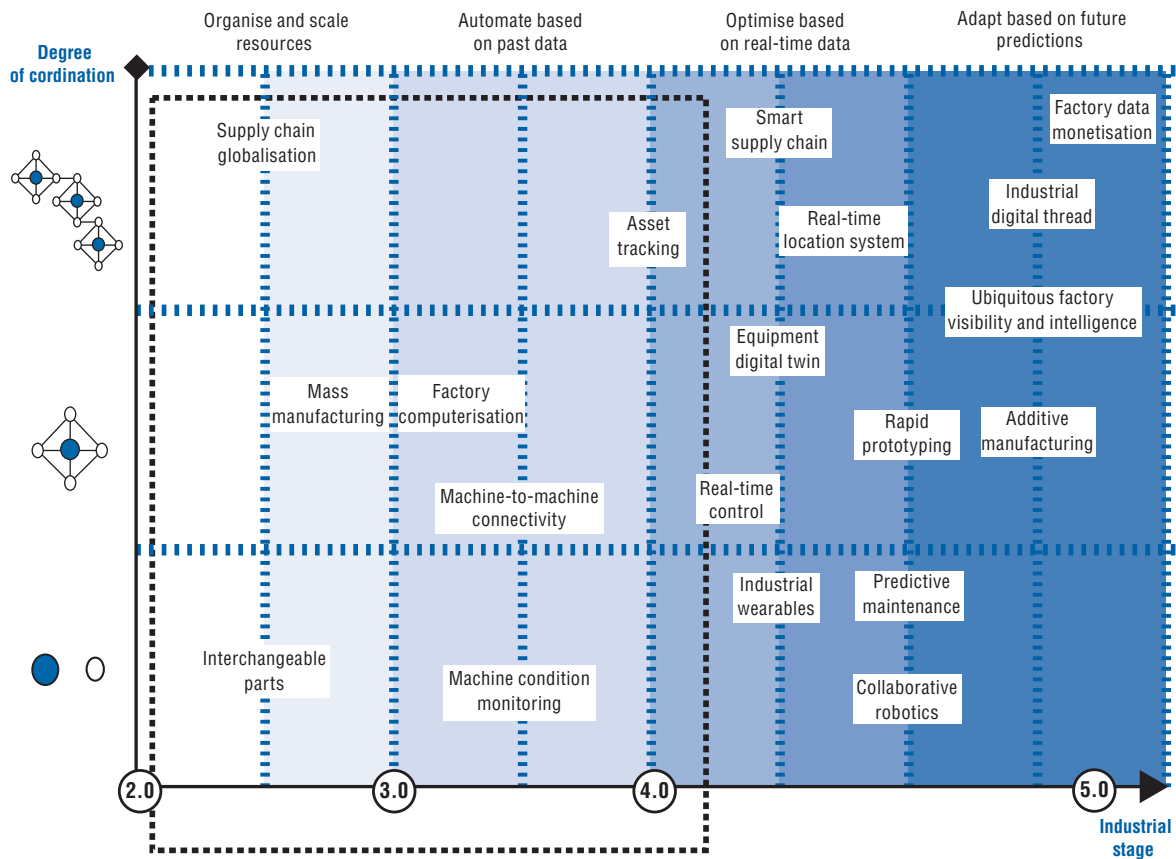 Organise and scale
resources
Automate based
on past data
Optimise based
on real-time data
Adapt based on future
predictions
Degree
of cordination
Supply chain
globalisation
Smart
supply chain
Factory data
monetisation
Industrial
digital thread
Asset
tracking
Real-time
location system
Ubiquitous factory
visibility and intelligence
Equipment
digital twin
Mass
manufacturing
Factory
computerisation
Rapid
prototyping
Additive
manufacturing
Machine-to-machine
connectivity
Real-time
control
Industrial
wearables
Predictive
maintenance
Interchangeable
parts
Machine condition
monitoring
Collaborative
robotics
2.0
3.0
4.0
5.0
Industrial
stage